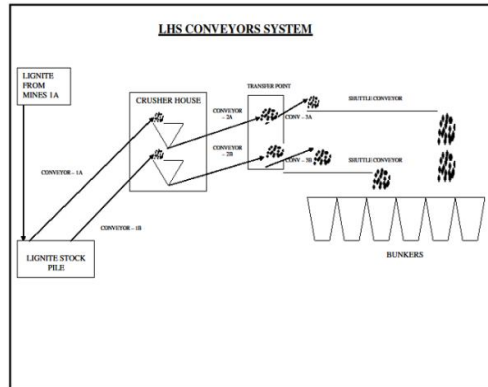 LHS CONVEYORS SYSTEM
LIGNITE
FROM
MINES 1A
CRUSHER HOUSE
TRANSFER POINT
CONVEYOR
– 2A
CONV – 3A
SHUTTLE CONVEYOR
CONVEYOR
– 2B
CONV – 3B
SHUTTLE CONVEYOR
CONVEYOR – 1A
CONVEYOR – 1B
LIGNITE STOCK
PILE
BUNKERS